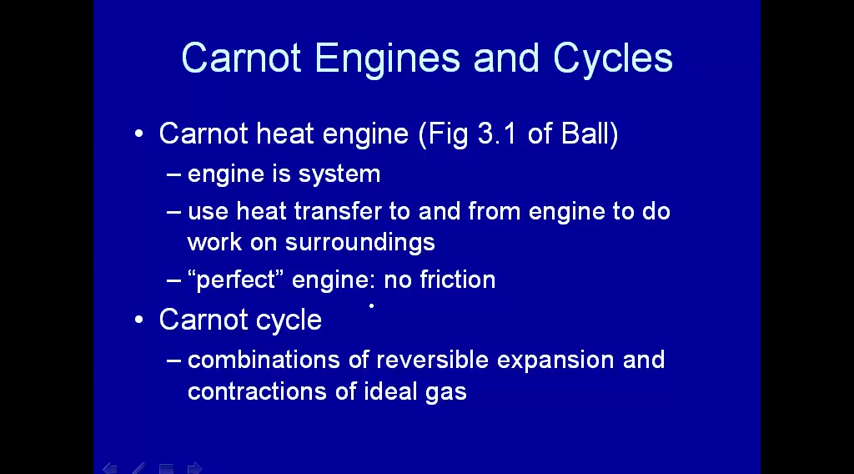 Carnot Engines and Cycles
• Carnot heat engine (Fig 3.1 of Ball)
– engine is system
– use heat transfer to and from engine to do
work on surroundings
– “perfect” engine: no friction
• Carnot cycle
– combinations of reversible expansion and
contractions of ideal gas